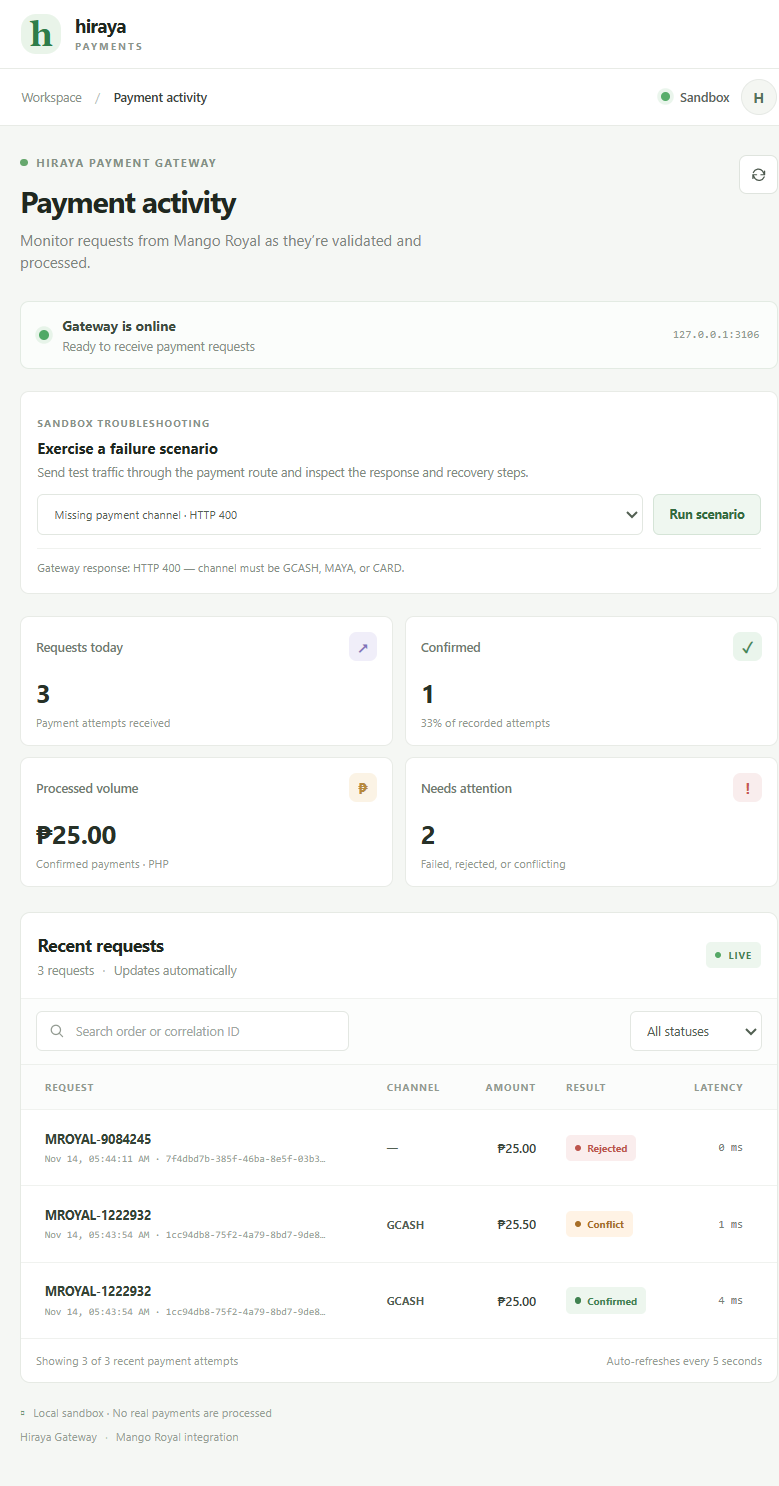 h
hiraya
PAYMENTS
Workspace / Payment activity
Sandbox
H
HIRAYA PAYMENT GATEWAY
Payment activity
Monitor requests from Mango Royal as they're validated and
processed.
Gateway is online
Ready to receive payment requests
127.0.0.1:3106
SANDBOX TROUBLESHOOTING
Exercise a failure scenario
Send test traffic through the payment route and inspect the response and recovery steps.
Missing payment channel · HTTP 400
Run scenario
Gateway response: HTTP 400 — channel must be GCASH, MAYA, or CARD.
Requests today ↗
3
Payment attempts received
Confirmed ✓
1
33% of recorded attempts
Processed volume ₱
₱25.00
Confirmed payments · PHP
Needs attention !
2
Failed, rejected, or conflicting
Recent requests
3 requests · Updates automatically
LIVE
Search order or correlation ID
All statuses
REQUEST CHANNEL AMOUNT RESULT LATENCY
MROYAL-9084245
Nov 14, 05:44:11 AM · 7f4dbd7b-385f-46ba-8e5f-03b3…
— ₱25.00 Rejected 0 ms
MROYAL-1222932
Nov 14, 05:43:54 AM · 1cc94db8-75f2-4a79-8bd7-9de8…
GCASH ₱25.50 Conflict 1 ms
MROYAL-1222932
Nov 14, 05:43:54 AM · 1cc94db8-75f2-4a79-8bd7-9de8…
GCASH ₱25.00 Confirmed 4 ms
Showing 3 of 3 recent payment attempts
Auto-refreshes every 5 seconds
Local sandbox · No real payments are processed
Hiraya Gateway · Mango Royal integration